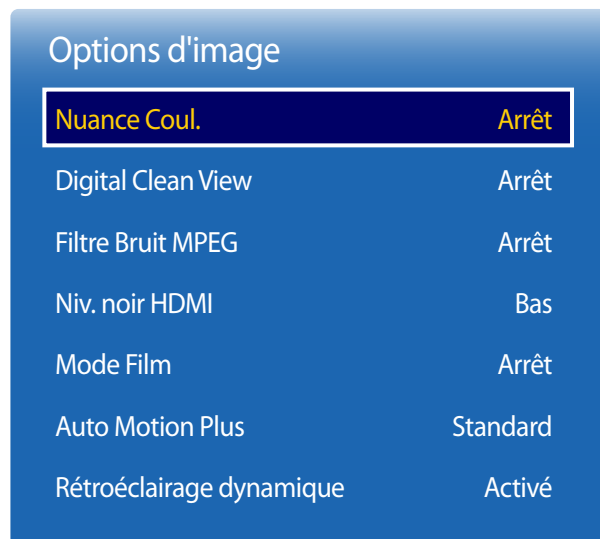 Options d'image
Nuance Coul. Arrêt
Digital Clean View Arrêt
Filtre Bruit MPEG Arrêt
Niv. noir HDMI Bas
Mode Film Arrêt
Auto Motion Plus Standard
Rétroéclairage dynamique Activé